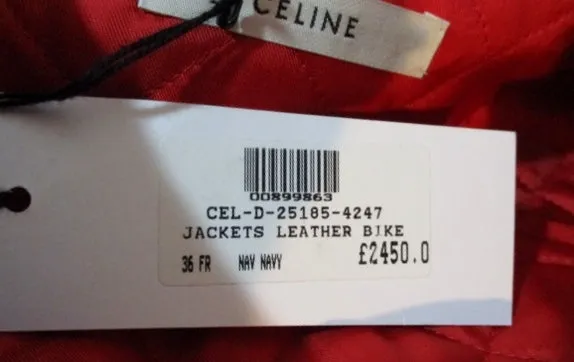 CELINE
00899863
CEL-D-25185-4247
JACKETS LEATHER BIKE
36 FR NAV NAVY £2450.0